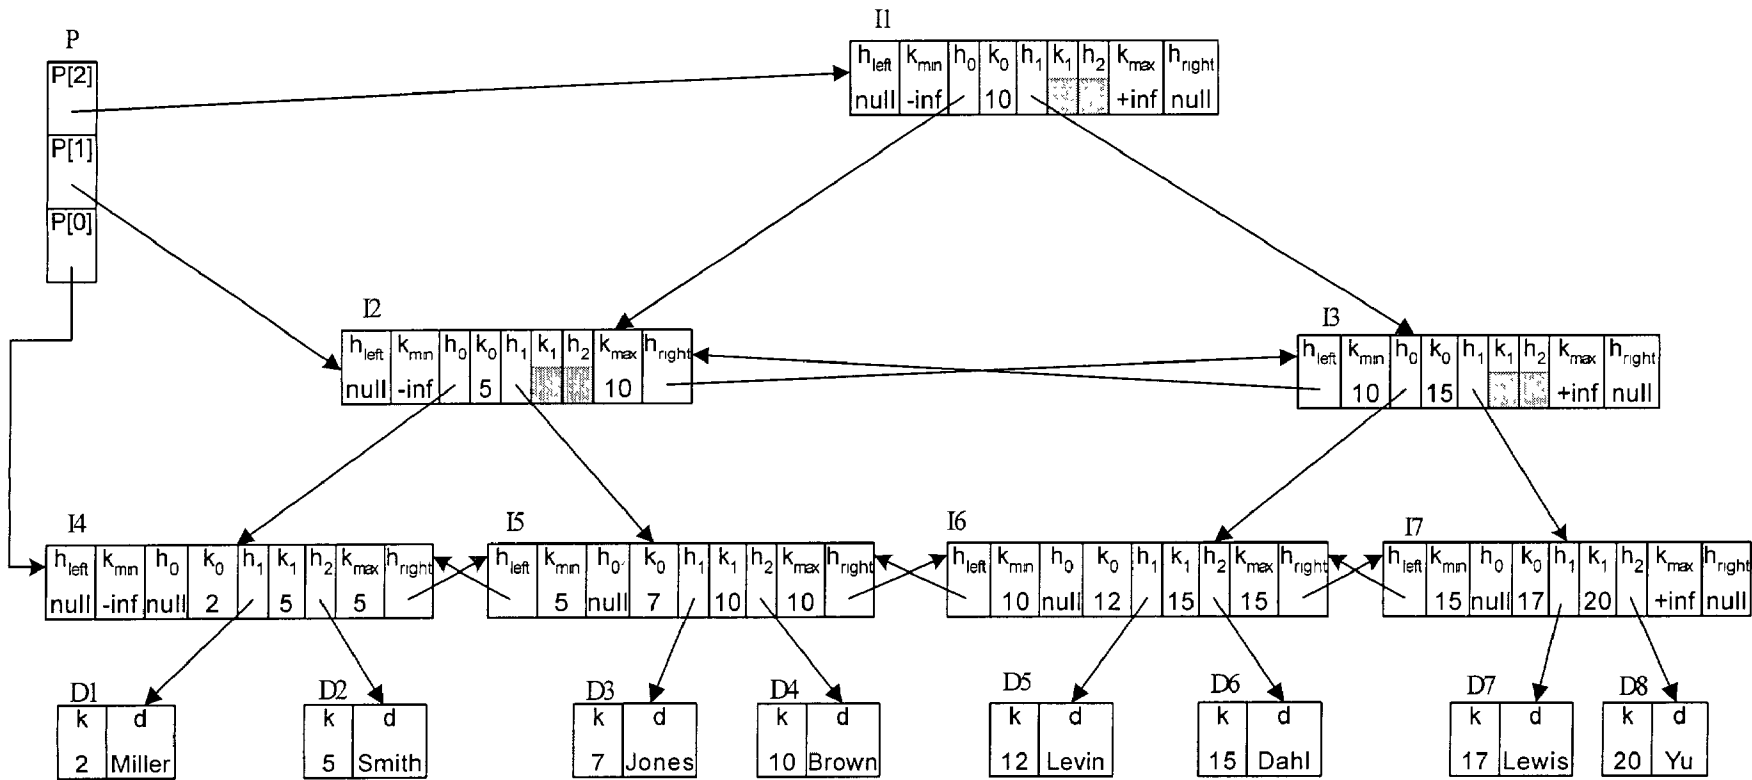 P
P[2]
P[1]
P[0]
I1
h_left k_min h_0 k_0 h_1 k_1 h_2 k_max h_right
null -inf 10 +inf null
I2
h_left k_min h_0 k_0 h_1 k_1 h_2 k_max h_right
null -inf 5 10
I3
h_left k_min h_0 k_0 h_1 k_1 h_2 k_max h_right
10 15 +inf null
I4
h_left k_min h_0 k_0 h_1 k_1 h_2 k_max h_right
null -inf null 2 5 5
I5
h_left k_min h_0 k_0 h_1 k_1 h_2 k_max h_right
5 null 7 10 10
I6
h_left k_min h_0 k_0 h_1 k_1 h_2 k_max h_right
10 null 12 15 15
I7
h_left k_min h_0 k_0 h_1 k_1 h_2 k_max h_right
15 null 17 20 +inf null
D1
k d
2 Miller
D2
k d
5 Smith
D3
k d
7 Jones
D4
k d
10 Brown
D5
k d
12 Levin
D6
k d
15 Dahl
D7
k d
17 Lewis
D8
k d
20 Yu